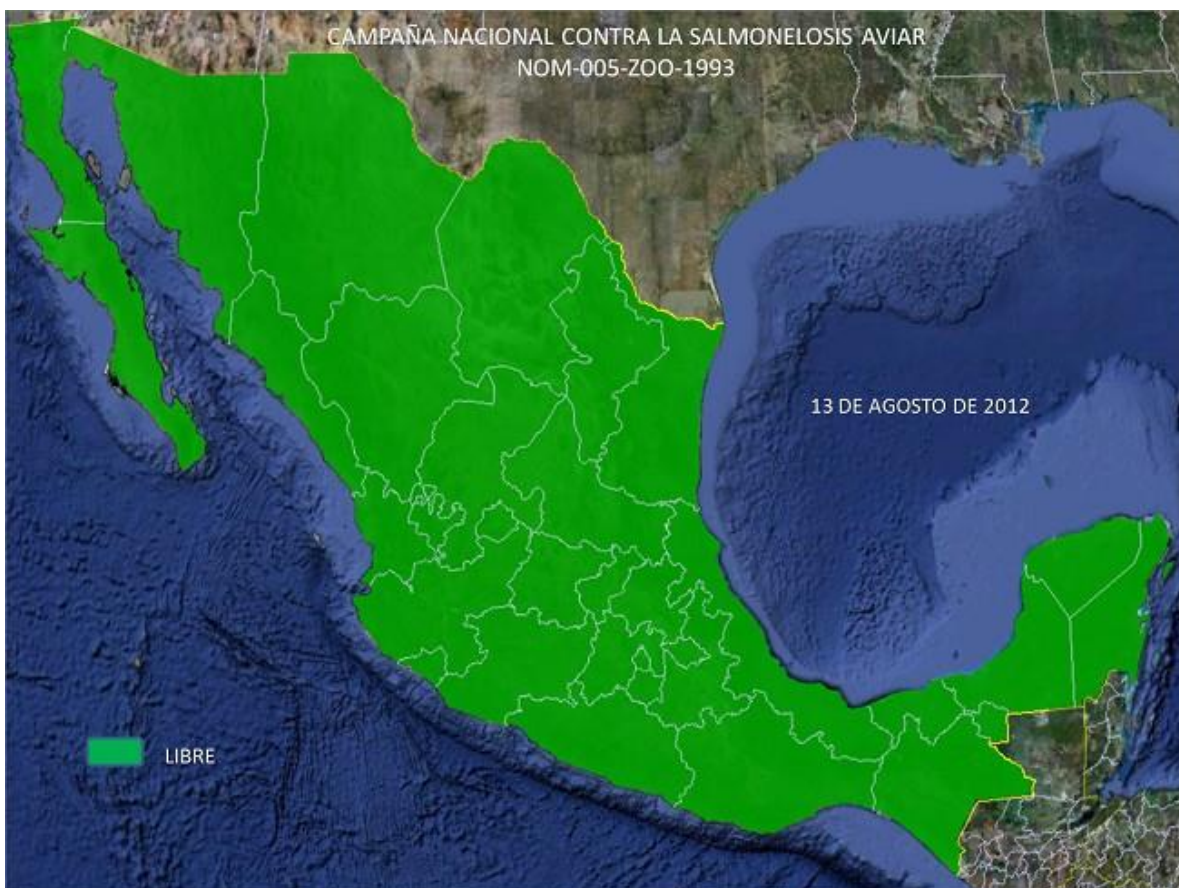 CAMPAÑA NACIONAL CONTRA LA SALMONELOSIS AVIAR
NOM-005-ZOO-1993
13 DE AGOSTO DE 2012
LIBRE